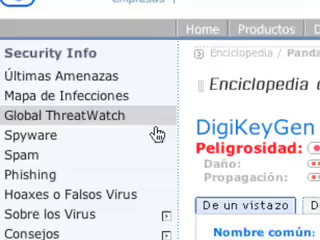 Empresas
Home Productos D
Security Info
Últimas Amenazas
Mapa de Infecciones
Global ThreatWatch
Spyware
Spam
Phishing
Hoaxes o Falsos Virus
Sobre los Virus
Consejos
Enciclopedia / Panda
Enciclopedia
DigiKeyGen
Peligrosidad:
Daño:
Propagación:
De un vistazo D
Nombre común: